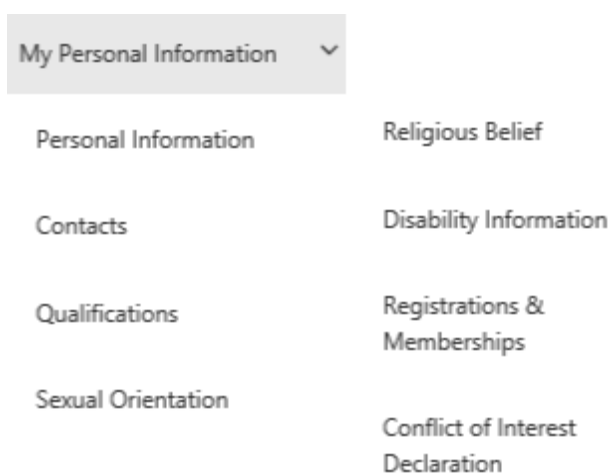 My Personal Information
Personal Information
Contacts
Qualifications
Sexual Orientation
Religious Belief
Disability Information
Registrations &
Memberships
Conflict of Interest
Declaration